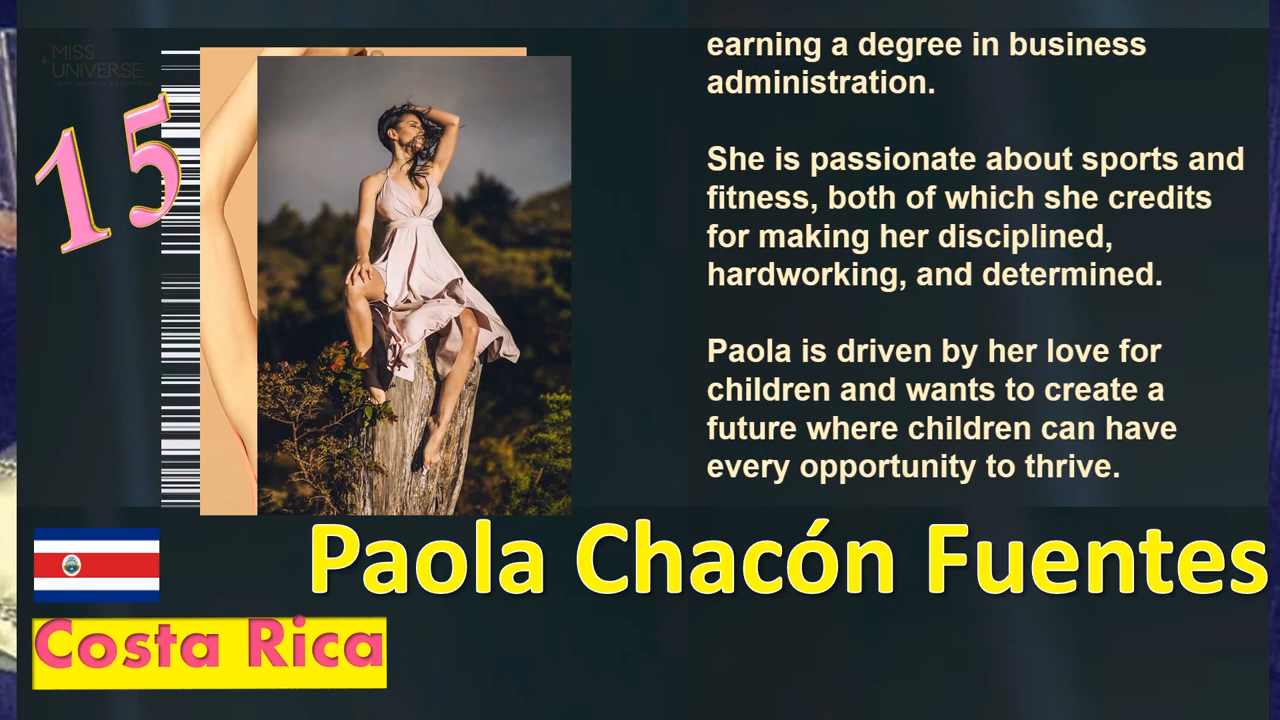 MISS
UNIVERSE
15
earning a degree in business
administration.
She is passionate about sports and
fitness, both of which she credits
for making her disciplined,
hardworking, and determined.
Paola is driven by her love for
children and wants to create a
future where children can have
every opportunity to thrive.
Paola Chacón Fuentes
Costa Rica